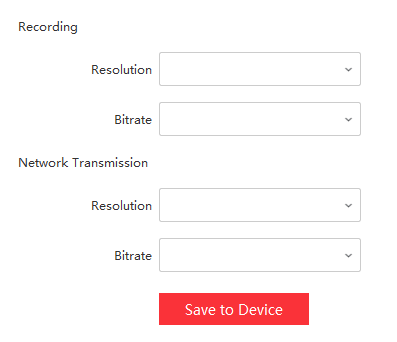 Recording
Resolution
Bitrate
Network Transmission
Resolution
Bitrate
Save to Device